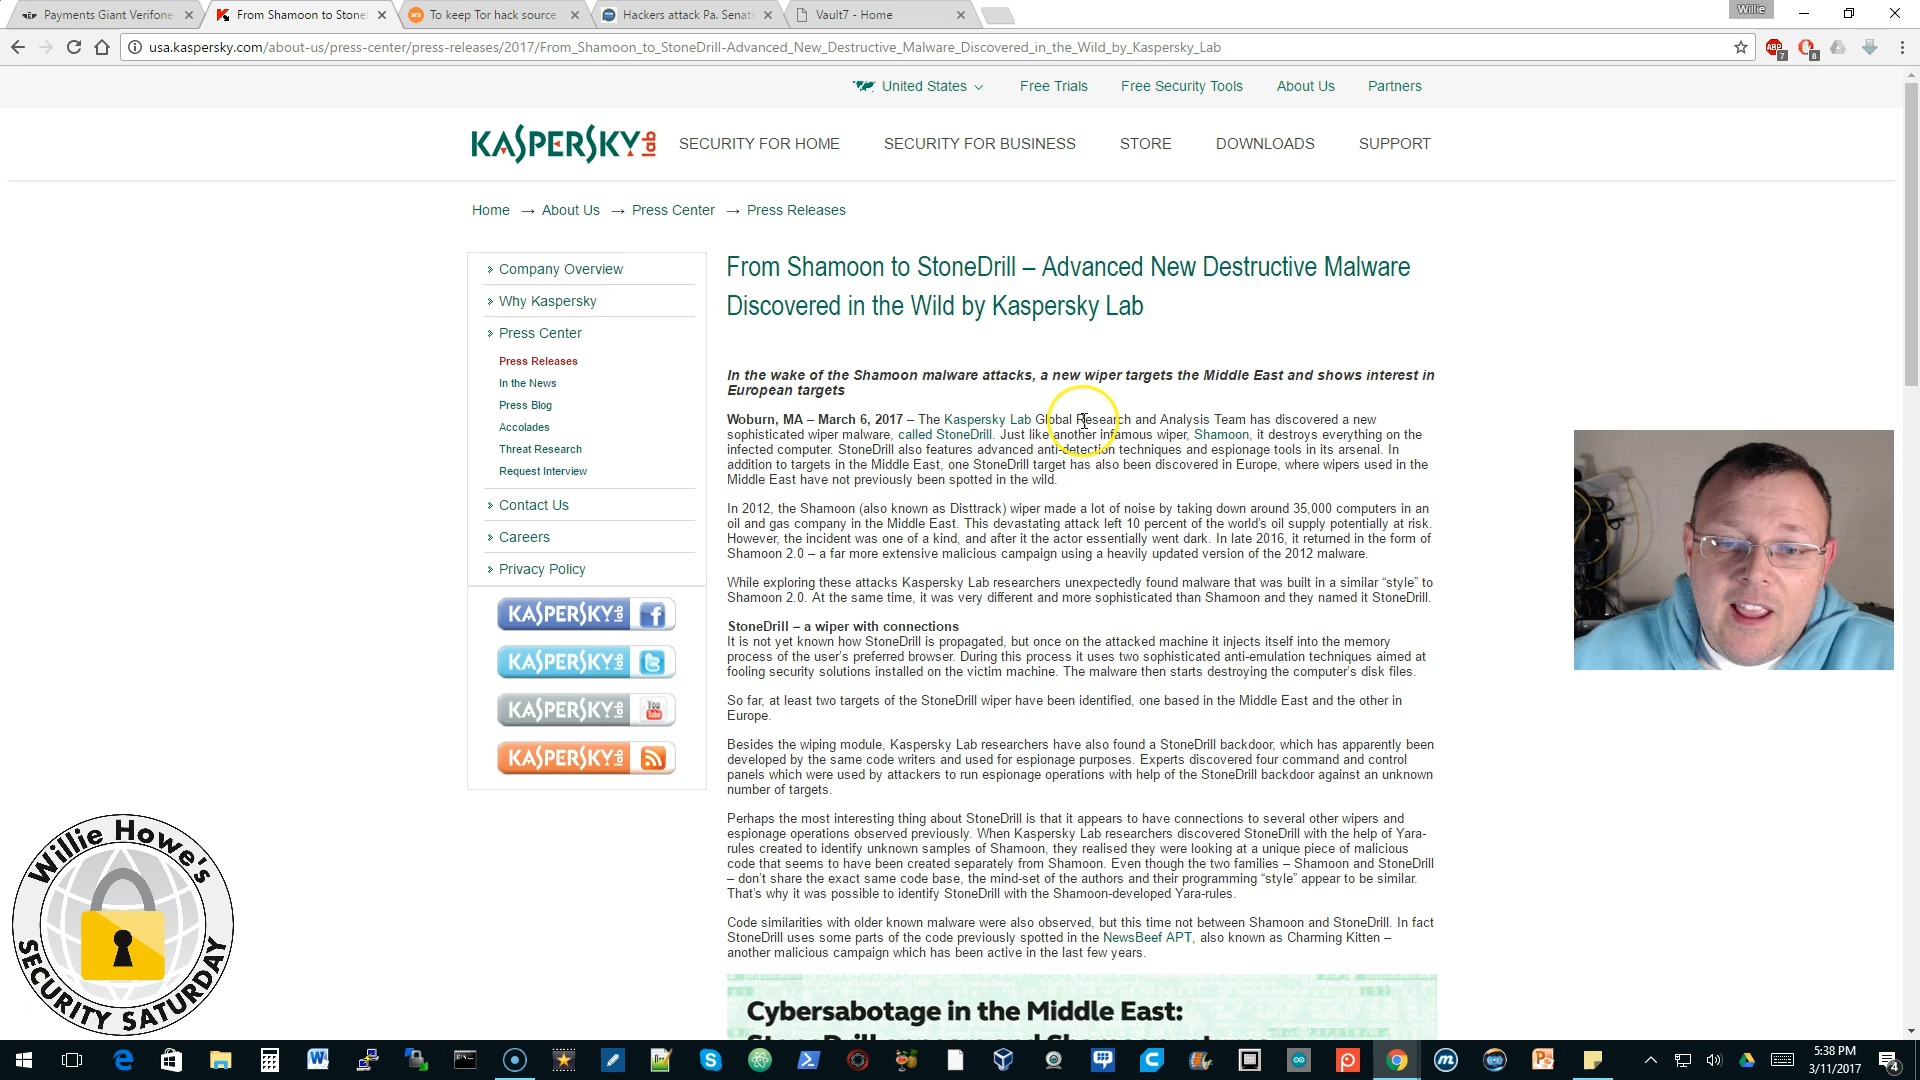 Payments Giant Verifone
From Shamoon to StoneD
To keep Tor hack source
Hackers attack Pa. Senat
Vault7 - Home
Willie
usa.kaspersky.com/about-us/press-center/press-releases/2017/From_Shamoon_to_StoneDrill-Advanced_New_Destructive_Malware_Discovered_in_the_Wild_by_Kaspersky_Lab
ABP
7
8
United States
Free Trials
Free Security Tools
About Us
Partners
KASPERSKY lab
SECURITY FOR HOME
SECURITY FOR BUSINESS
STORE
DOWNLOADS
SUPPORT
Home → About Us → Press Center → Press Releases
Company Overview
Why Kaspersky
Press Center
Press Releases
In the News
Press Blog
Accolades
Threat Research
Request Interview
Contact Us
Careers
Privacy Policy
KASPERSKY lab f
KASPERSKY lab
KASPERSKY lab You Tube
KASPERSKY lab
From Shamoon to StoneDrill – Advanced New Destructive Malware
Discovered in the Wild by Kaspersky Lab
In the wake of the Shamoon malware attacks, a new wiper targets the Middle East and shows interest in
European targets
Woburn, MA – March 6, 2017 – The Kaspersky Lab Global Research and Analysis Team has discovered a new
sophisticated wiper malware, called StoneDrill. Just like another infamous wiper, Shamoon, it destroys everything on the
infected computer. StoneDrill also features advanced anti-detection techniques and espionage tools in its arsenal. In
addition to targets in the Middle East, one StoneDrill target has also been discovered in Europe, where wipers used in the
Middle East have not previously been spotted in the wild.
In 2012, the Shamoon (also known as Disttrack) wiper made a lot of noise by taking down around 35,000 computers in an
oil and gas company in the Middle East. This devastating attack left 10 percent of the world's oil supply potentially at risk.
However, the incident was one of a kind, and after it the actor essentially went dark. In late 2016, it returned in the form of
Shamoon 2.0 – a far more extensive malicious campaign using a heavily updated version of the 2012 malware.
While exploring these attacks Kaspersky Lab researchers unexpectedly found malware that was built in a similar “style” to
Shamoon 2.0. At the same time, it was very different and more sophisticated than Shamoon and they named it StoneDrill.
StoneDrill – a wiper with connections
It is not yet known how StoneDrill is propagated, but once on the attacked machine it injects itself into the memory
process of the user's preferred browser. During this process it uses two sophisticated anti-emulation techniques aimed at
fooling security solutions installed on the victim machine. The malware then starts destroying the computer's disk files.
So far, at least two targets of the StoneDrill wiper have been identified, one based in the Middle East and the other in
Europe.
Besides the wiping module, Kaspersky Lab researchers have also found a StoneDrill backdoor, which has apparently been
developed by the same code writers and used for espionage purposes. Experts discovered four command and control
panels which were used by attackers to run espionage operations with help of the StoneDrill backdoor against an unknown
number of targets.
Perhaps the most interesting thing about StoneDrill is that it appears to have connections to several other wipers and
espionage operations observed previously. When Kaspersky Lab researchers discovered StoneDrill with the help of Yara-
rules created to identify unknown samples of Shamoon, they realised they were looking at a unique piece of malicious
code that seems to have been created separately from Shamoon. Even though the two families – Shamoon and StoneDrill
– don't share the exact same code base, the mind-set of the authors and their programming “style” appear to be similar.
That's why it was possible to identify StoneDrill with the Shamoon-developed Yara-rules.
Code similarities with older known malware were also observed, but this time not between Shamoon and StoneDrill. In fact
StoneDrill uses some parts of the code previously spotted in the NewsBeef APT, also known as Charming Kitten –
another malicious campaign which has been active in the last few years.
Cybersabotage in the Middle East:
Willie Howe's
SECURITY SATURDAY
5:38 PM
3/11/2017
4